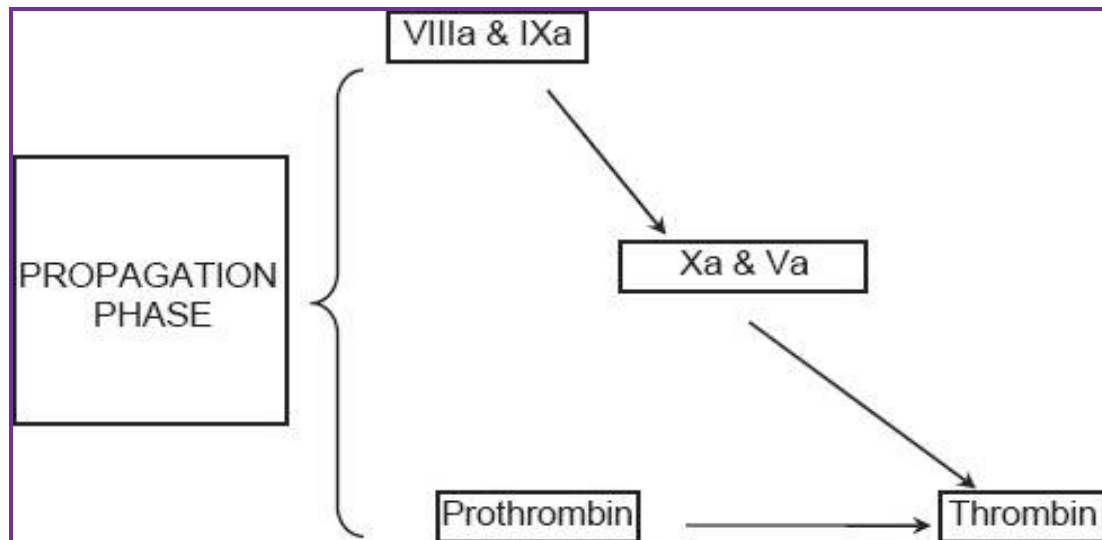 VIIIa & IXa
PROPAGATION
PHASE
Xa & Va
Prothrombin
Thrombin